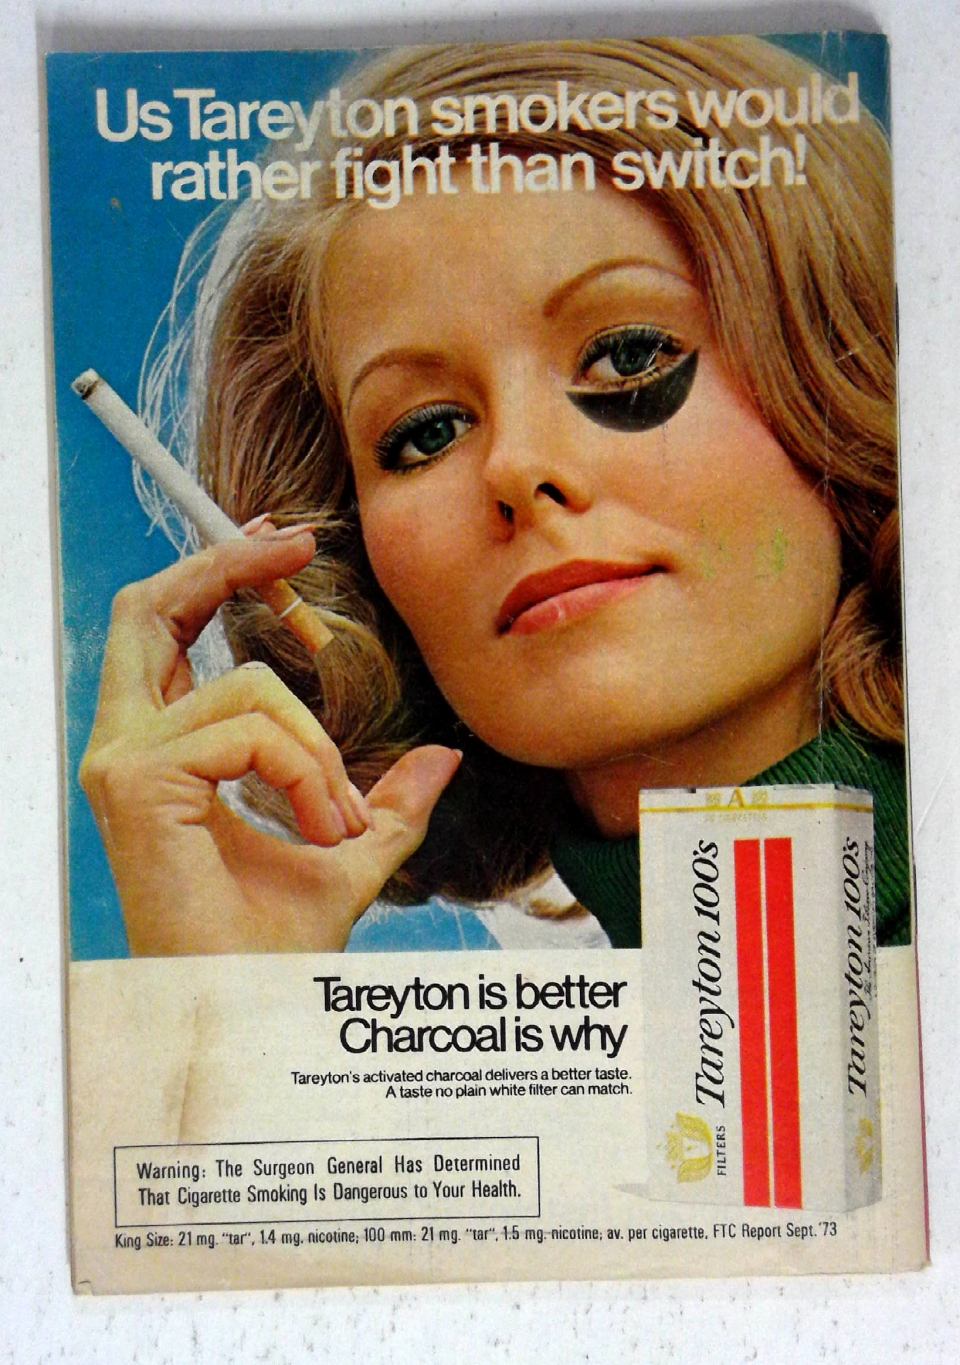 Us Tareyton smokers would
rather fight than switch!
A
Tareyton 100's
FILTERS
Tareyton 100's
Tareyton is better
Charcoal is why
Tareyton's activated charcoal delivers a better taste.
A taste no plain white filter can match.
Warning: The Surgeon General Has Determined
That Cigarette Smoking Is Dangerous to Your Health.
King Size: 21 mg. "tar", 1.4 mg. nicotine; 100 mm: 21 mg. "tar", 1.5 mg. nicotine; av. per cigarette, FTC Report Sept. '73